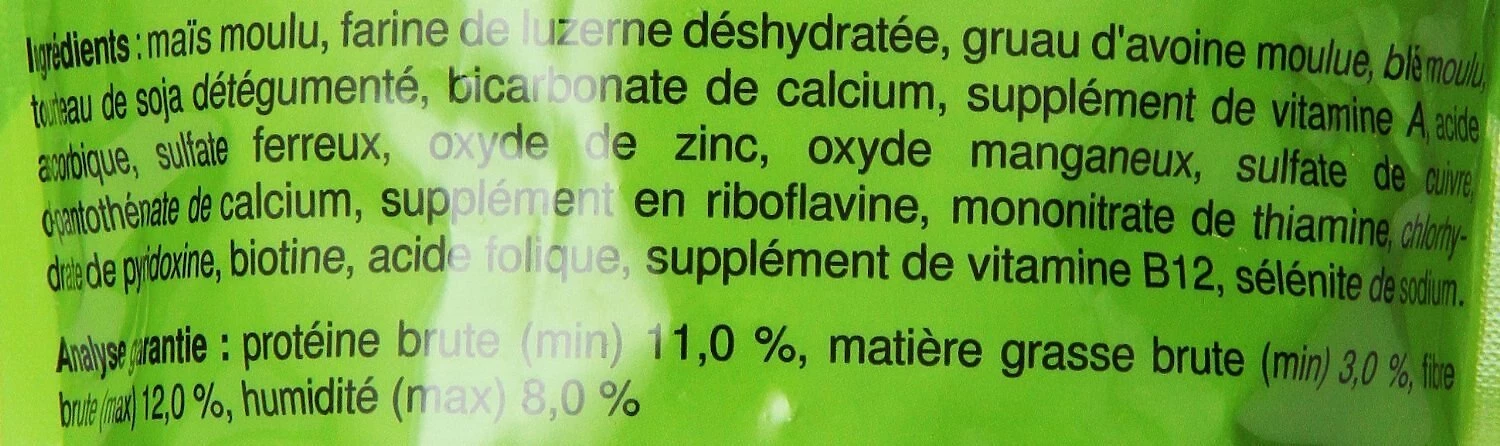 Ingrédients : maïs moulu, farine de luzerne déshydratée, gruau d'avoine moulue, blé moulu,
tourteau de soja détégumenté, bicarbonate de calcium, supplément de vitamine A, acide
ascorbique, sulfate ferreux, oxyde de zinc, oxyde manganeux, sulfate de cuivre,
d-pantothénate de calcium, supplément en riboflavine, mononitrate de thiamine, chlorhy-
drate de pyridoxine, biotine, acide folique, supplément de vitamine B12, sélénite de sodium.
Analyse garantie : protéine brute (min) 11,0 %, matière grasse brute (min) 3,0 %, fibre
brute (max) 12,0 %, humidité (max) 8,0 %